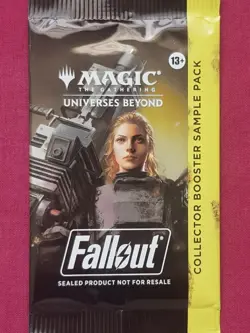 13+
MAGIC
THE GATHERING
UNIVERSES BEYOND
COLLECTOR BOOSTER SAMPLE PACK
Fallout
SEALED PRODUCT NOT FOR RESALE